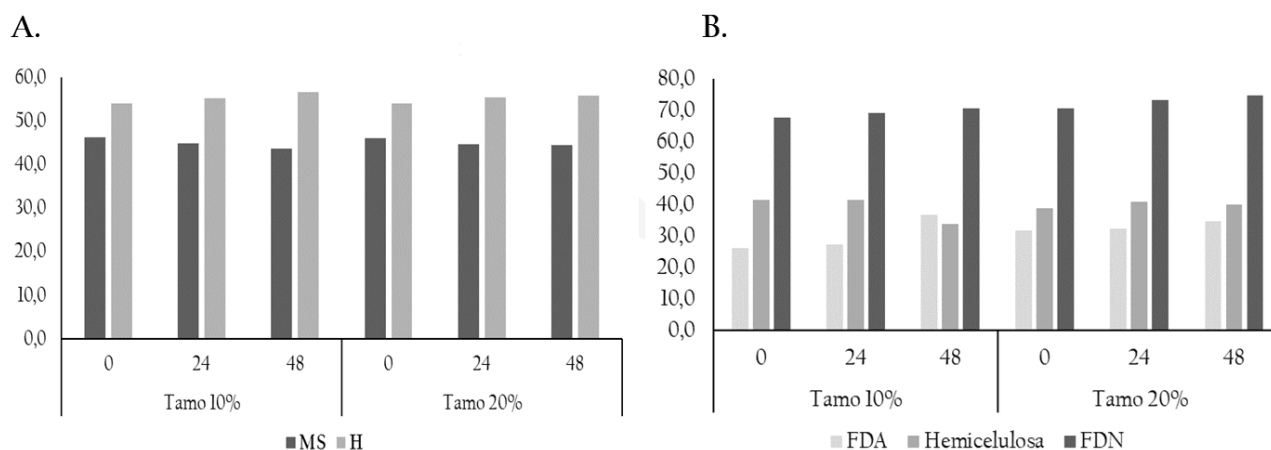 A.
60,0
50,0
40,0
30,0
20,0
10,0
0,0
0 24 48 0 24 48
Tamo 10% Tamo 20%
MS H
B.
80,0
70,0
60,0
50,0
40,0
30,0
20,0
10,0
0,0
0 24 48 0 24 48
Tamo 10% Tamo 20%
FDA Hemicelulosa FDN